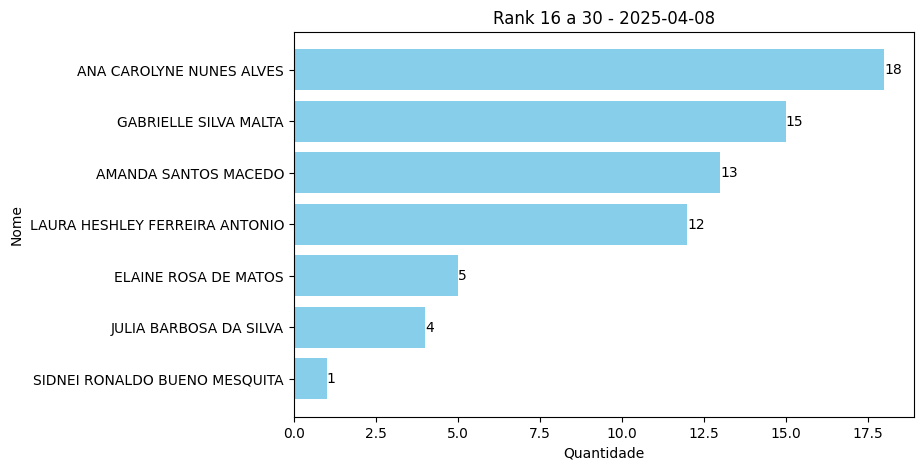 Rank 16 a 30 - 2025-04-08
Nome
ANA CAROLYNE NUNES ALVES 18
GABRIELLE SILVA MALTA 15
AMANDA SANTOS MACEDO 13
LAURA HESHLEY FERREIRA ANTONIO 12
ELAINE ROSA DE MATOS 5
JULIA BARBOSA DA SILVA 4
SIDNEI RONALDO BUENO MESQUITA 1
0.0 2.5 5.0 7.5 10.0 12.5 15.0 17.5
Quantidade